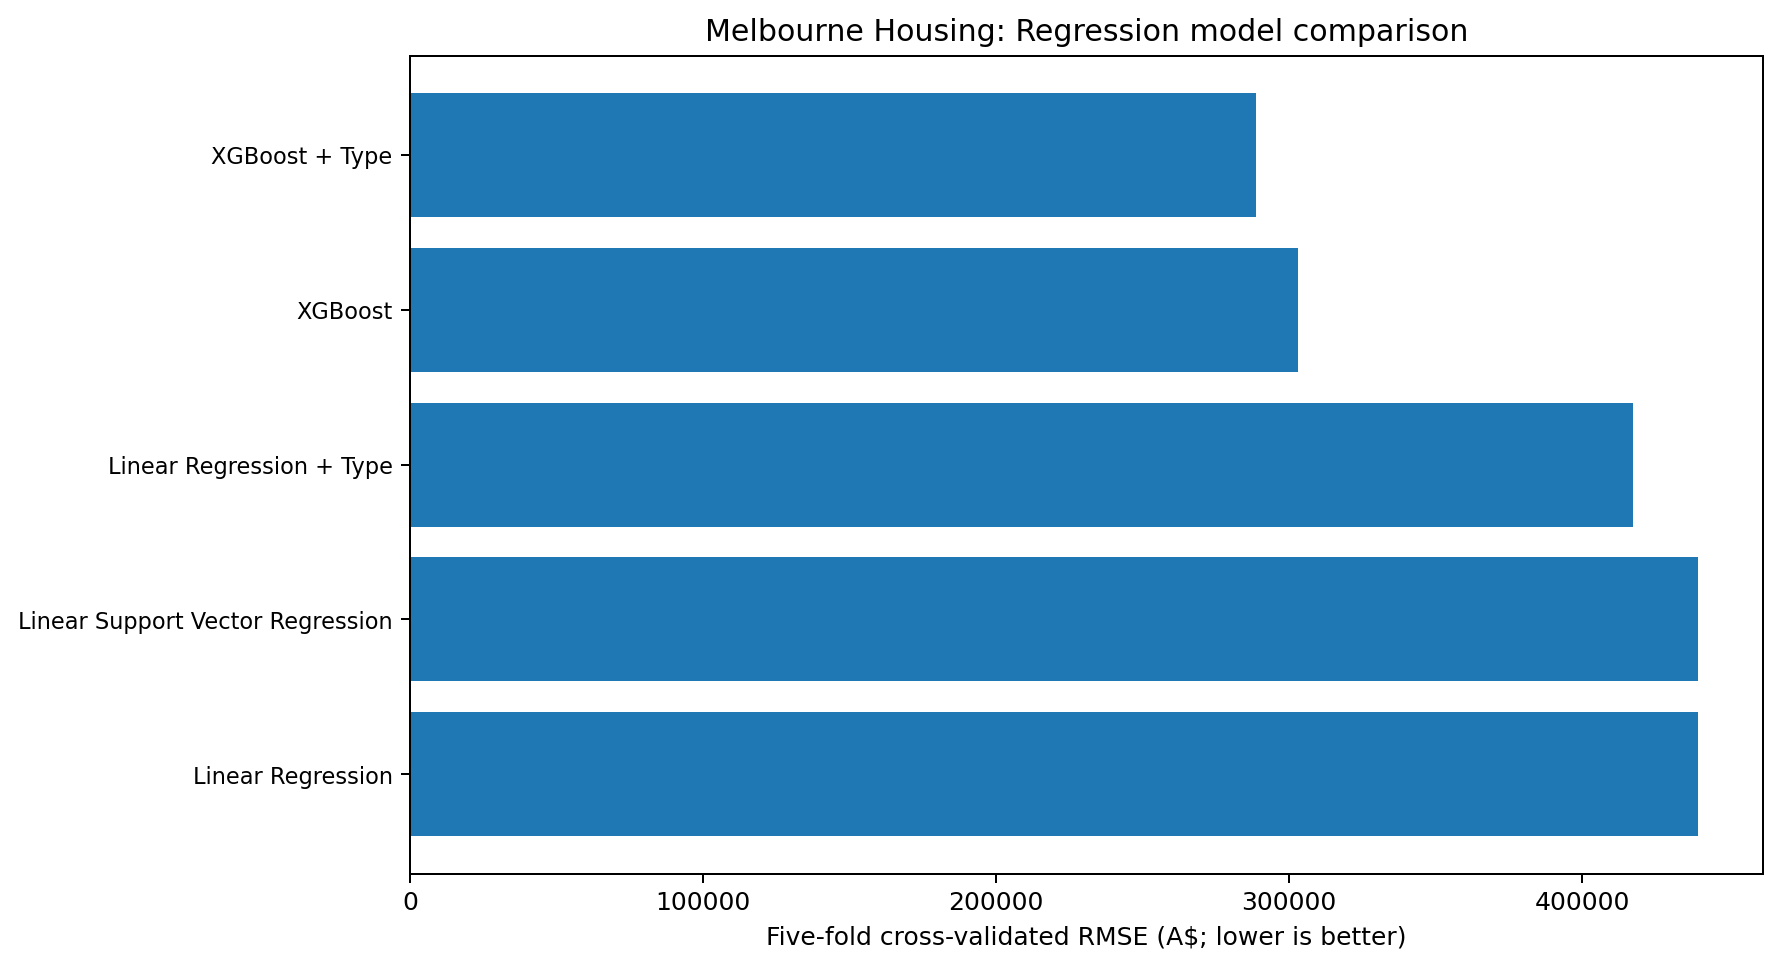 Melbourne Housing: Regression model comparison
XGBoost + Type
XGBoost
Linear Regression + Type
Linear Support Vector Regression
Linear Regression
0 100000 200000 300000 400000
Five-fold cross-validated RMSE (A$; lower is better)